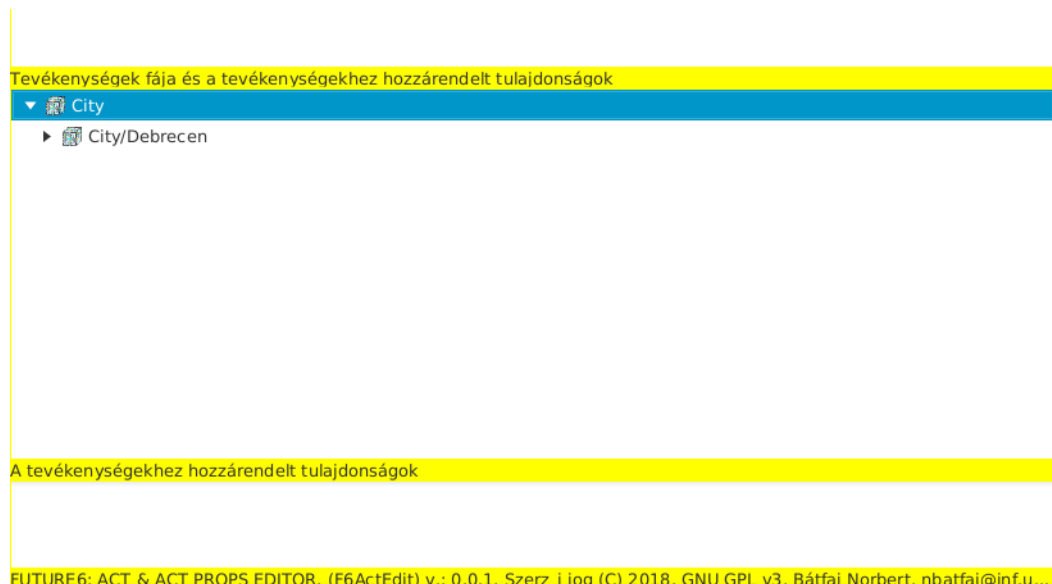 Tevékenységek fája és a tevékenységekhez hozzárendelt tulajdonságok
City
City/Debrecen
A tevékenységekhez hozzárendelt tulajdonságok
FUTURE6: ACT & ACT PROPS EDITOR, (F6ActEdit) v.: 0.0.1, Szerz i jog (C) 2018, GNU GPL v3, Bátfai Norbert, nbatfai@inf.u...